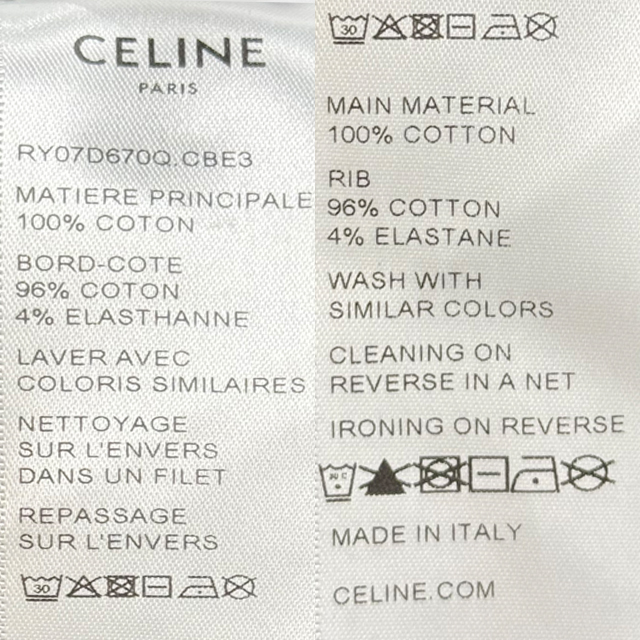 CELINE
PARIS
RY07D670Q.CBE3
MATIERE PRINCIPALE
100% COTON
BORD-COTE
96% COTON
4% ELASTHANNE
LAVER AVEC
COLORIS SIMILAIRES
NETTOYAGE
SUR L'ENVERS
DANS UN FILET
REPASSAGE
SUR L'ENVERS
30
30
MAIN MATERIAL
100% COTTON
RIB
96% COTTON
4% ELASTANE
WASH WITH
SIMILAR COLORS
CLEANING ON
REVERSE IN A NET
IRONING ON REVERSE
MADE IN ITALY
CELINE.COM